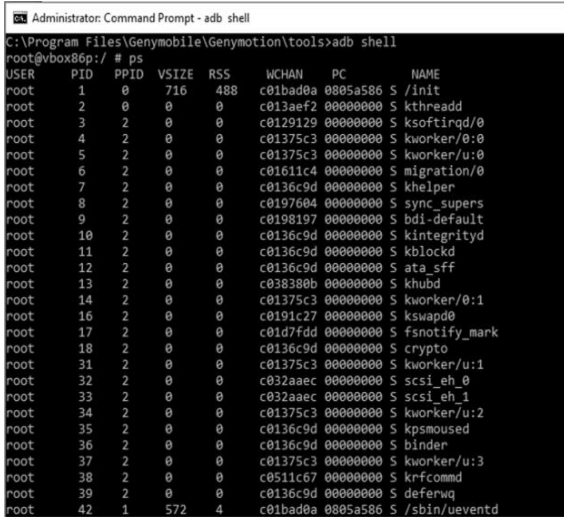 Administrator: Command Prompt - adb shell
C:\Program Files\Genymobile\Genymotion\tools>adb shell
root@vbox86p:/ # ps
USER PID PPID VSIZE RSS WCHAN PC NAME
root 1 0 716 488 c01bad0a 0805a586 S /init
root 2 0 0 0 c013aef2 00000000 S kthreadd
root 3 2 0 0 c0129129 00000000 S ksoftirqd/0
root 4 2 0 0 c01375c3 00000000 S kworker/0:0
root 5 2 0 0 c01375c3 00000000 S kworker/u:0
root 6 2 0 0 c01611c4 00000000 S migration/0
root 7 2 0 0 c0136c9d 00000000 S khelper
root 8 2 0 0 c0197604 00000000 S sync_supers
root 9 2 0 0 c0198197 00000000 S bdi-default
root 10 2 0 0 c0136c9d 00000000 S kintegrityd
root 11 2 0 0 c0136c9d 00000000 S kblockd
root 12 2 0 0 c0136c9d 00000000 S ata_sff
root 13 2 0 0 c038380b 00000000 S khubd
root 14 2 0 0 c01375c3 00000000 S kworker/0:1
root 16 2 0 0 c0191c27 00000000 S kswapd0
root 17 2 0 0 c01d7fdd 00000000 S fsnotify_mark
root 18 2 0 0 c0136c9d 00000000 S crypto
root 31 2 0 0 c01375c3 00000000 S kworker/u:1
root 32 2 0 0 c032aaec 00000000 S scsi_eh_0
root 33 2 0 0 c032aaec 00000000 S scsi_eh_1
root 34 2 0 0 c01375c3 00000000 S kworker/u:2
root 35 2 0 0 c0136c9d 00000000 S kpsmoused
root 36 2 0 0 c0136c9d 00000000 S binder
root 37 2 0 0 c01375c3 00000000 S kworker/u:3
root 38 2 0 0 c0511c67 00000000 S krfcommd
root 39 2 0 0 c0136c9d 00000000 S deferwq
root 42 1 572 4 c01bad0a 0805a586 S /sbin/ueventd